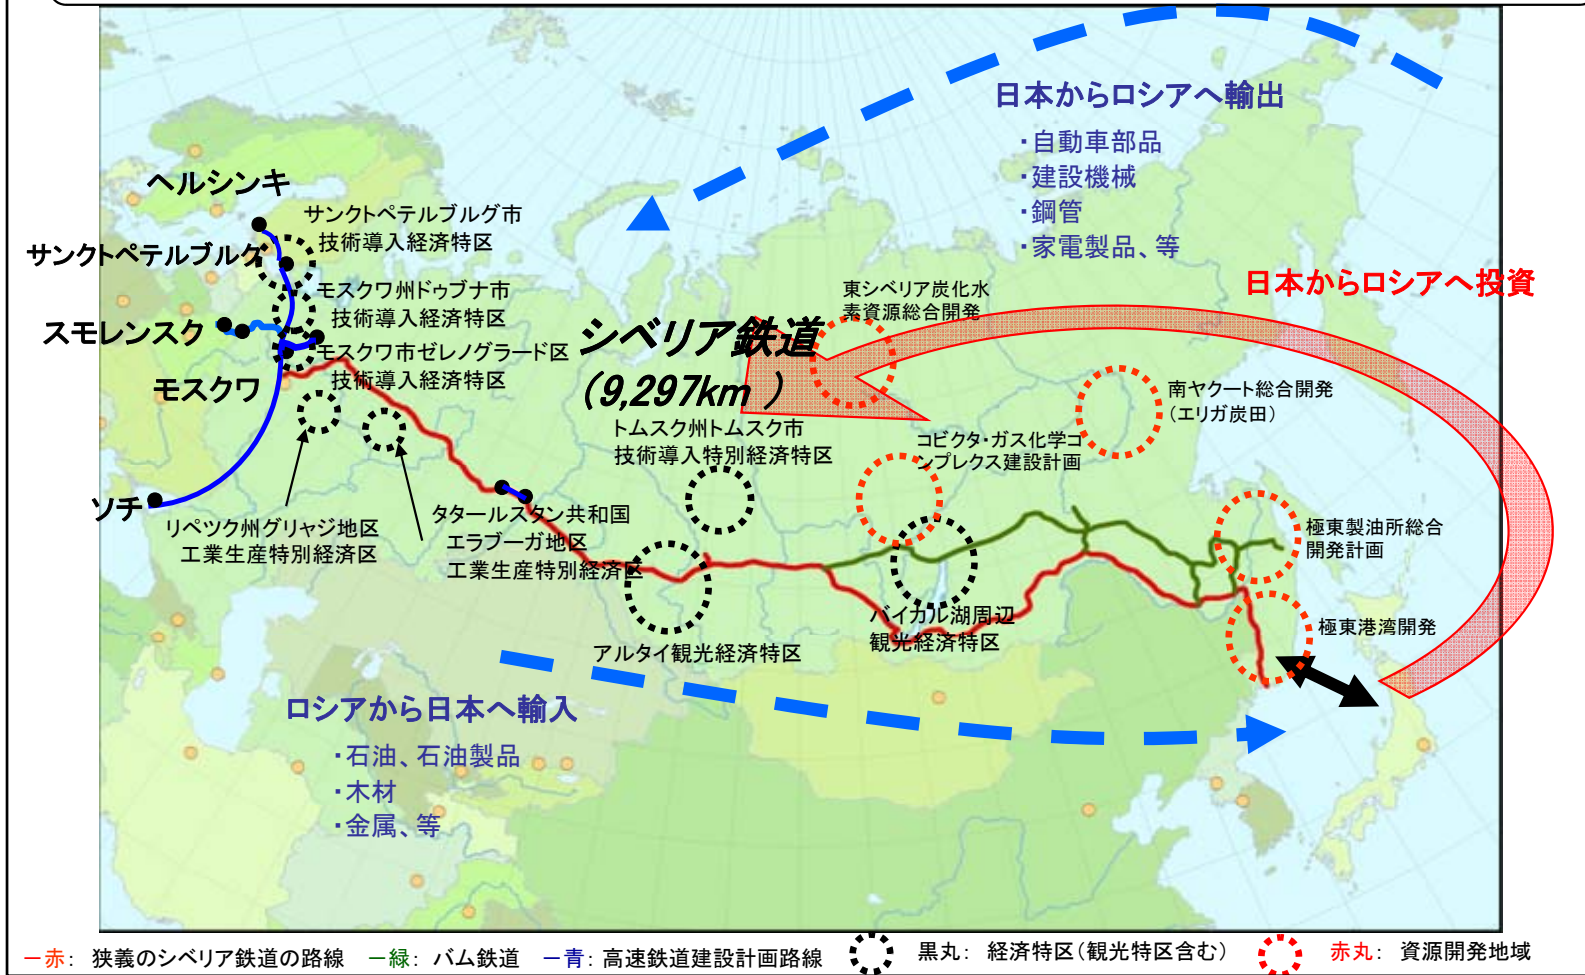 日本からロシアへ輸出
・自動車部品
・建設機械
・鋼管
・家電製品、等
ヘルシンキ
サンクトペテルブルグ市
技術導入経済特区
サンクトペテルブルク
モスクワ州ドゥブナ市
技術導入経済特区
スモレンスク
モスクワ市ゼレノグラード区
技術導入経済特区
モスクワ
シベリア鉄道
(9,297km )
東シベリア炭化水
素資源総合開発
日本からロシアへ投資
南ヤクート総合開発
(エリガ炭田)
トムスク州トムスク市
技術導入特別経済特区
コビクタ・ガス化学コ
ンプレクス建設計画
ソチ
リペツク州グリャジ地区
工業生産特別経済区
タタールスタン共和国
エラブーガ地区
工業生産特別経済区
極東製油所総合
開発計画
バイカル湖周辺
観光経済特区
極東港湾開発
アルタイ観光経済特区
ロシアから日本へ輸入
・石油、石油製品
・木材
・金属、等
－赤： 狭義のシベリア鉄道の路線 －緑： バム鉄道 －青： 高速鉄道建設計画路線 黒丸： 経済特区(観光特区含む) 赤丸： 資源開発地域